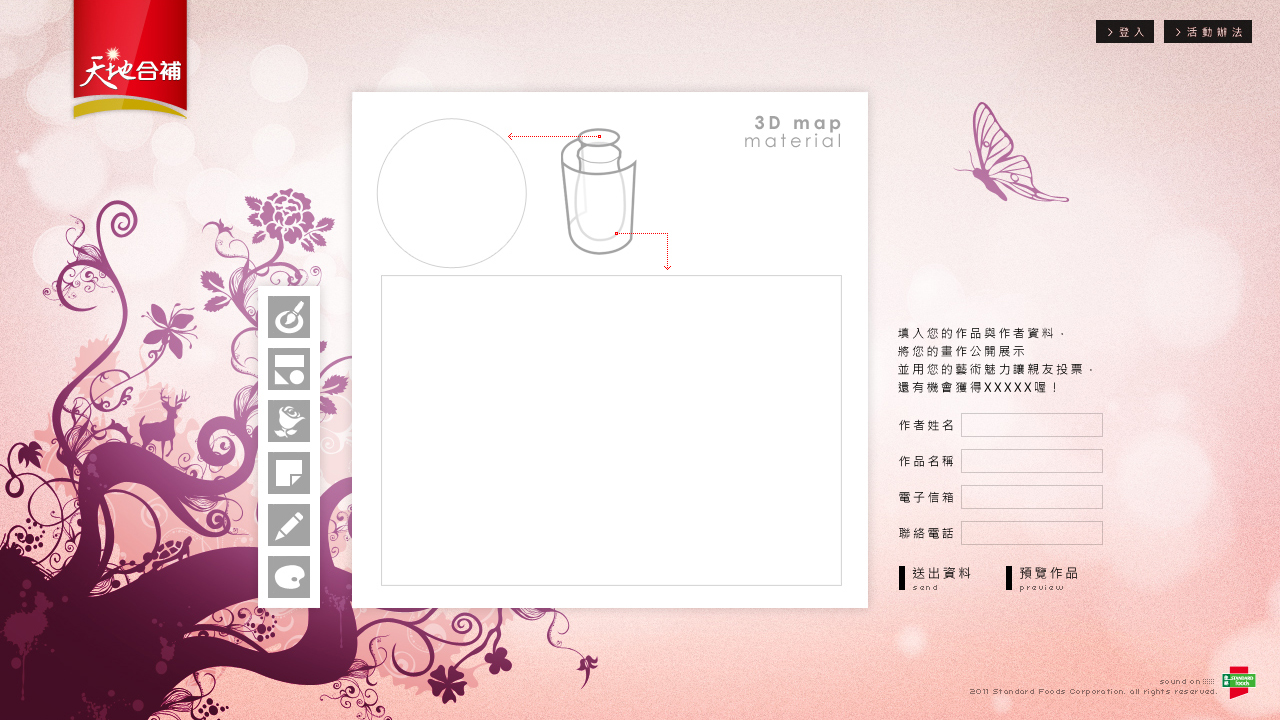 天地合補
登入
活動辦法
3D map
material
填入您的作品與作者資料，
將您的畫作公開展示
並用您的藝術魅力讓親友投票，
還有機會獲得XXXXX喔！
作者姓名
作品名稱
電子信箱
聯絡電話
送出資料
send
預覽作品
preview
sound on
Standard Foods Corporation. all rights reserved.
STANDARD
foods